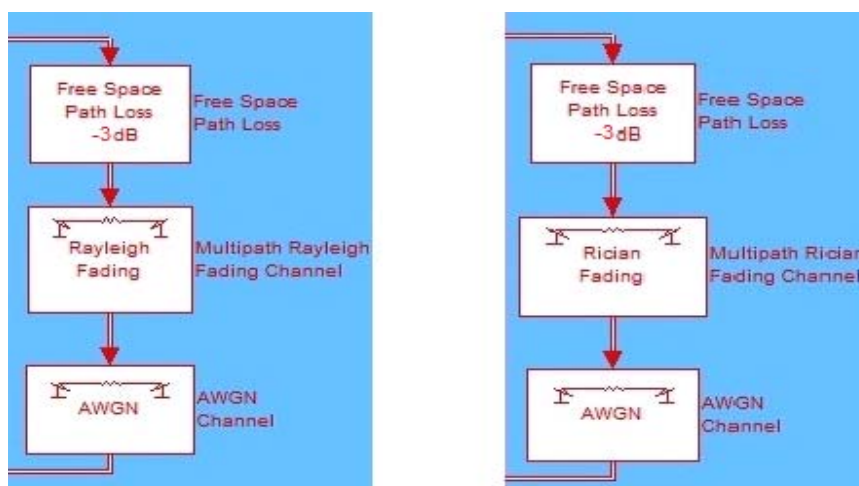 Free Space
Path Loss
-3dB
Free Space
Path Loss
Rayleigh
Fading
Multipath Rayleigh
Fading Channel
AWGN
AWGN
Channel
Free Space
Path Loss
-3dB
Free Space
Path Loss
Rician
Fading
Multipath Rician
Fading Channel
AWGN
AWGN
Channel